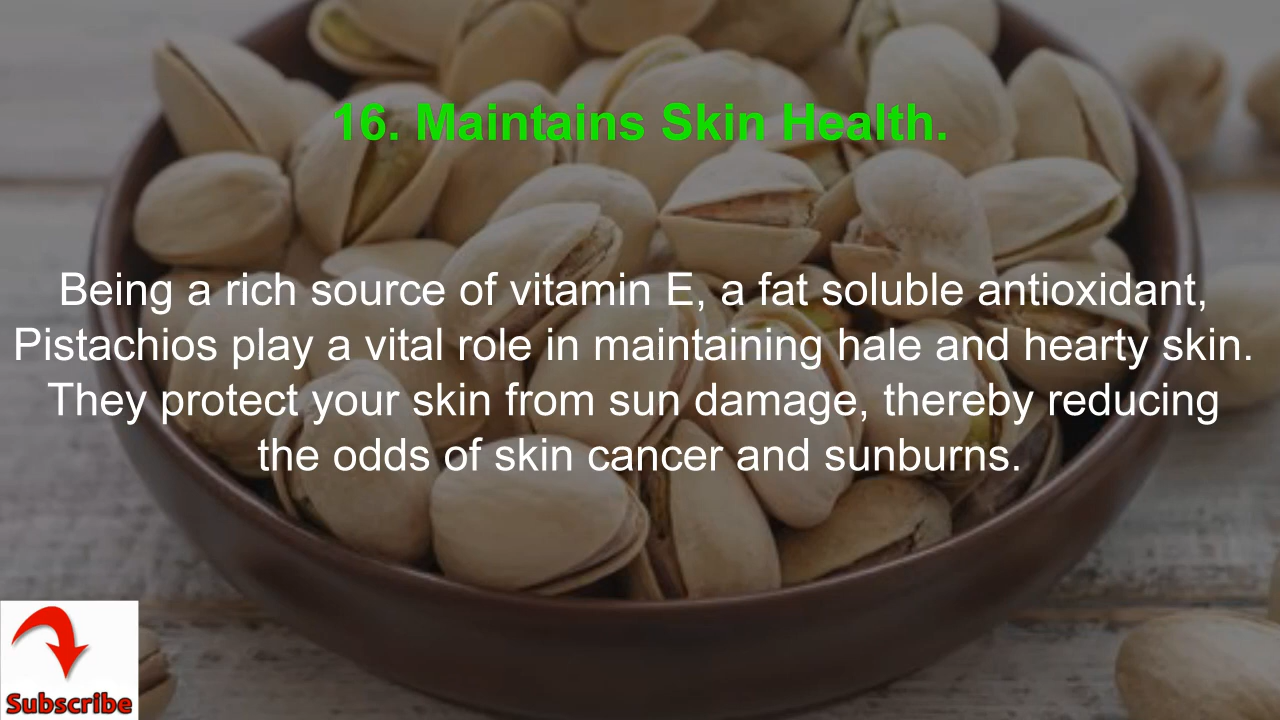 16. Maintains Skin Health.
Being a rich source of vitamin E, a fat soluble antioxidant,
Pistachios play a vital role in maintaining hale and hearty skin.
They protect your skin from sun damage, thereby reducing
the odds of skin cancer and sunburns.
Subscribe